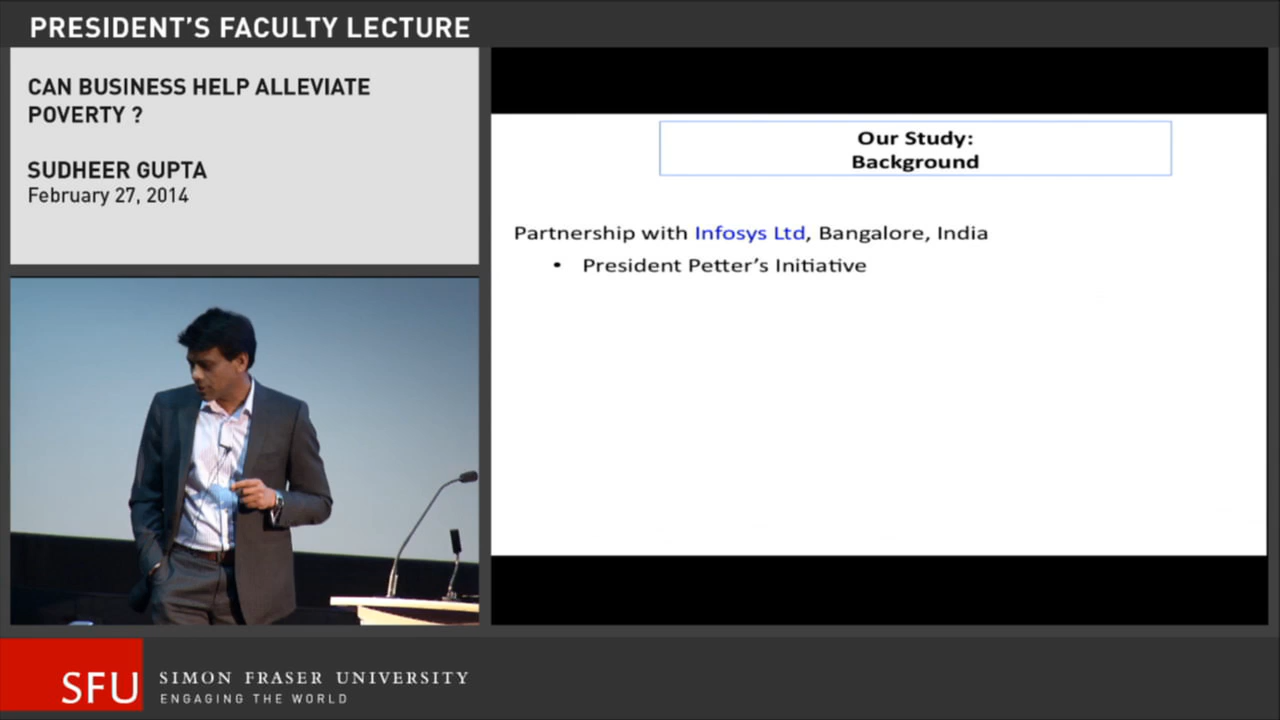 PRESIDENT'S FACULTY LECTURE
CAN BUSINESS HELP ALLEVIATE
POVERTY ?
SUDHEER GUPTA
February 27, 2014
Our Study:
Background
Partnership with Infosys Ltd, Bangalore, India
• President Petter's Initiative
SFU
SIMON FRASER UNIVERSITY
ENGAGING THE WORLD